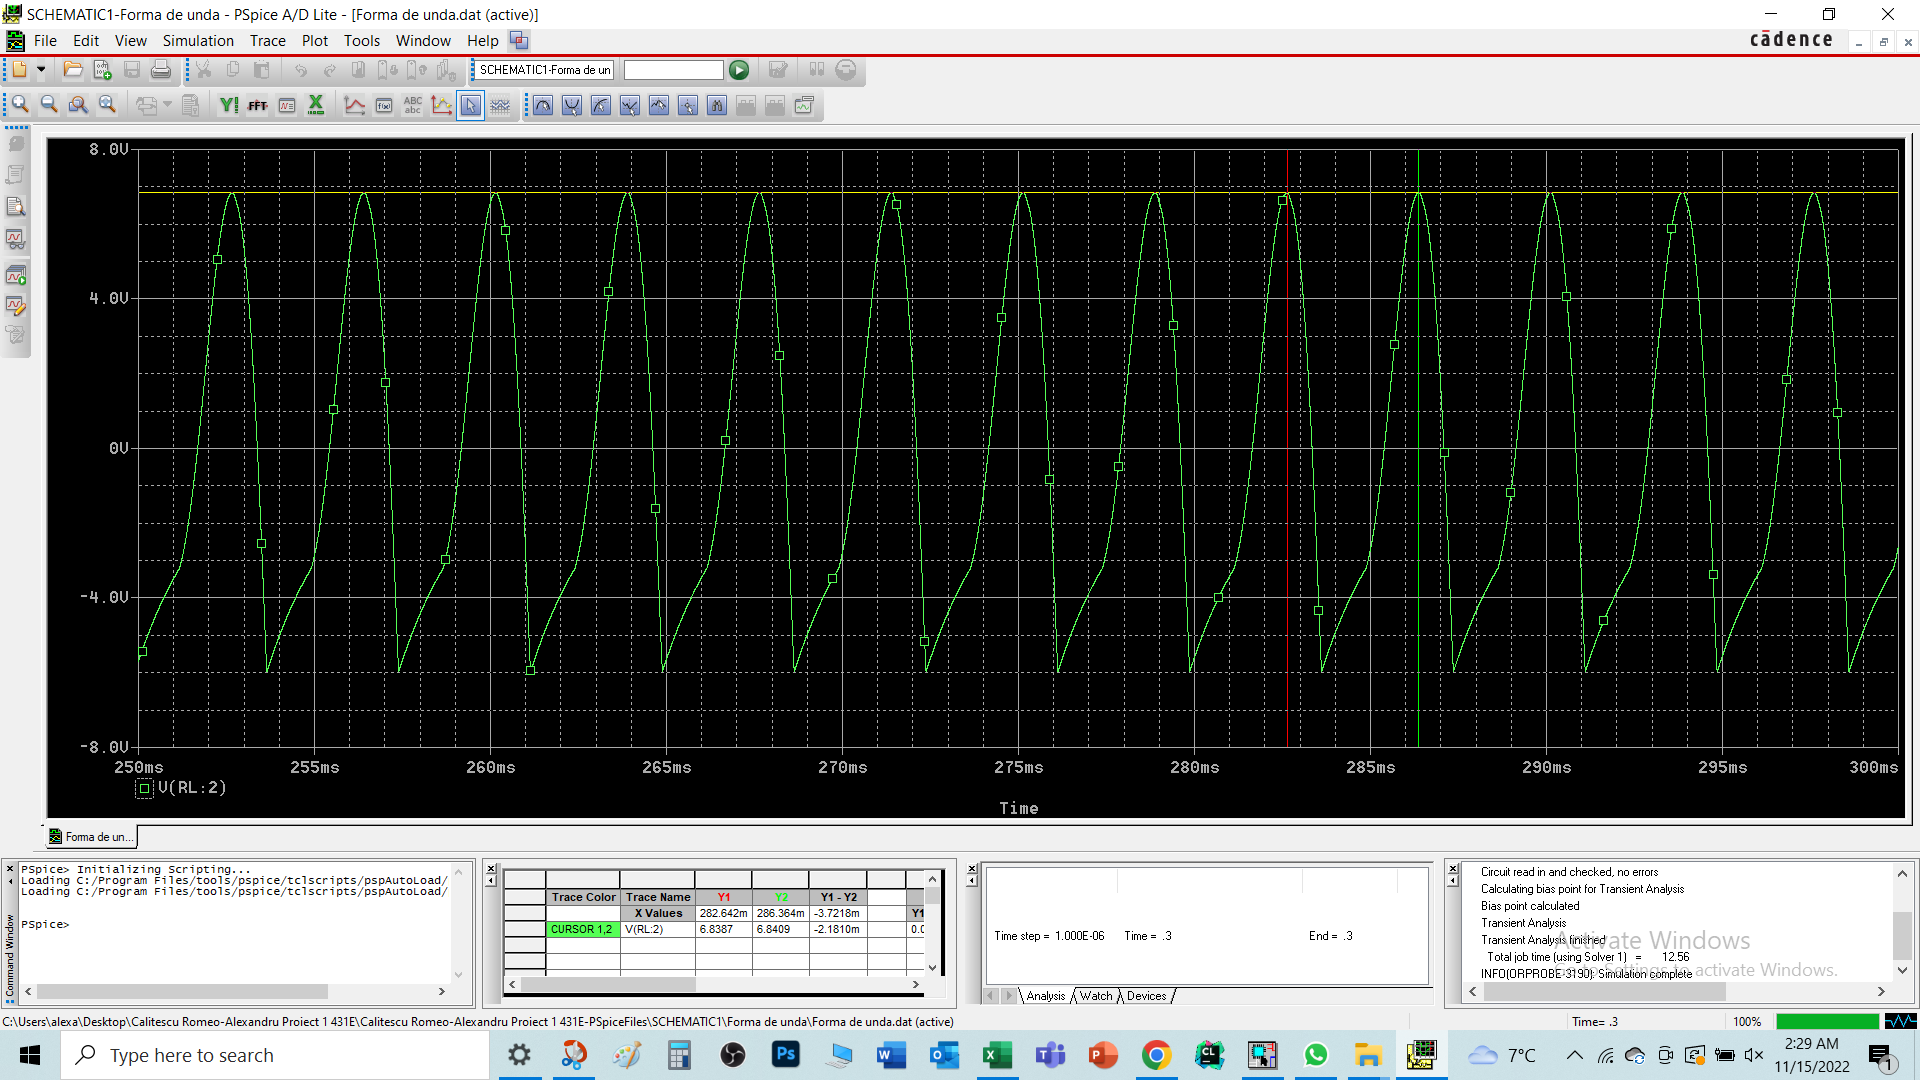 SCHEMATIC1-Forma de unda - PSpice A/D Lite - [Forma de unda.dat (active)]
File Edit View Simulation Trace Plot Tools Window Help
cādence
SCHEMATIC1-Forma de un
FFT
ABC
abc
8.0V
4.0V
0V
-4.0V
-8.0V
250ms 255ms 260ms 265ms 270ms 275ms 280ms 285ms 290ms 295ms 300ms
V(RL:2)
Time
Forma de un...
Command Window
PSpice> Initializing Scripting...
Loading C:/Program Files/tools/pspice/tclscripts/pspAutoLoad/
Loading C:/Program Files/tools/pspice/tclscripts/pspAutoLoad/
PSpice>
Trace Color Trace Name Y1 Y2 Y1 - Y2
X Values 282.642m 286.364m -3.7218m Y1
CURSOR 1,2 V(RL:2) 6.8387 6.8409 -2.1810m
Time step = 1.000E-06 Time = .3 End = .3
Analysis Watch Devices
Circuit read in and checked, no errors
Calculating bias point for Transient Analysis
Bias point calculated
Transient Analysis
Transient Analysis finished
Total job time (using Solver 1) = 12.56
INFO(ORPROBE-3190): Simulation complete
Activate Windows
Go to Settings to activate Windows.
C:\Users\alexa\Desktop\Calitescu Romeo-Alexandru Proiect 1 431E\Calitescu Romeo-Alexandru Proiect 1 431E-PSpiceFiles\SCHEMATIC1\Forma de unda\Forma de unda.dat (active)
Time= .3 100%
Type here to search
7°C
2:29 AM
11/15/2022
1